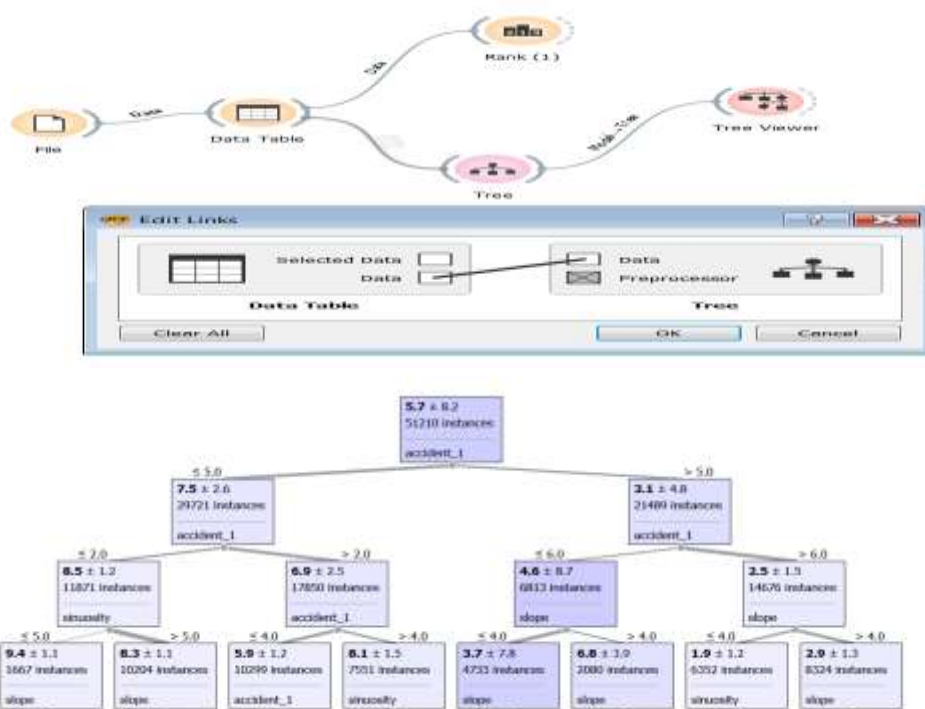 Rank (1)
Data
Data
File
Data Table
Model → Tree
Tree Viewer
Tree
Edit Links
Selected Data
Data
Data
Preprocessor
Data Table
Tree
Clear All
OK
Cancel
5.7 ± 8.2
51210 instances
accident_1
≤ 5.0
> 5.0
7.5 ± 2.6
29721 instances
accident_1
3.1 ± 4.8
21489 instances
accident_1
≤ 2.0
> 2.0
≤ 6.0
> 6.0
8.5 ± 1.2
11871 instances
sinuosity
6.9 ± 2.5
17850 instances
accident_1
4.6 ± 8.7
6813 instances
slope
2.5 ± 1.5
14676 instances
slope
≤ 5.0
> 5.0
≤ 4.0
> 4.0
≤ 4.0
> 4.0
≤ 4.0
> 4.0
9.4 ± 1.1
1667 instances
slope
8.3 ± 1.1
10204 instances
slope
5.9 ± 1.2
10299 instances
accident_1
8.1 ± 1.5
7551 instances
sinuosity
3.7 ± 7.8
4733 instances
slope
6.8 ± 3.9
2080 instances
slope
1.9 ± 1.2
6352 instances
sinuosity
2.9 ± 1.3
8324 instances
slope